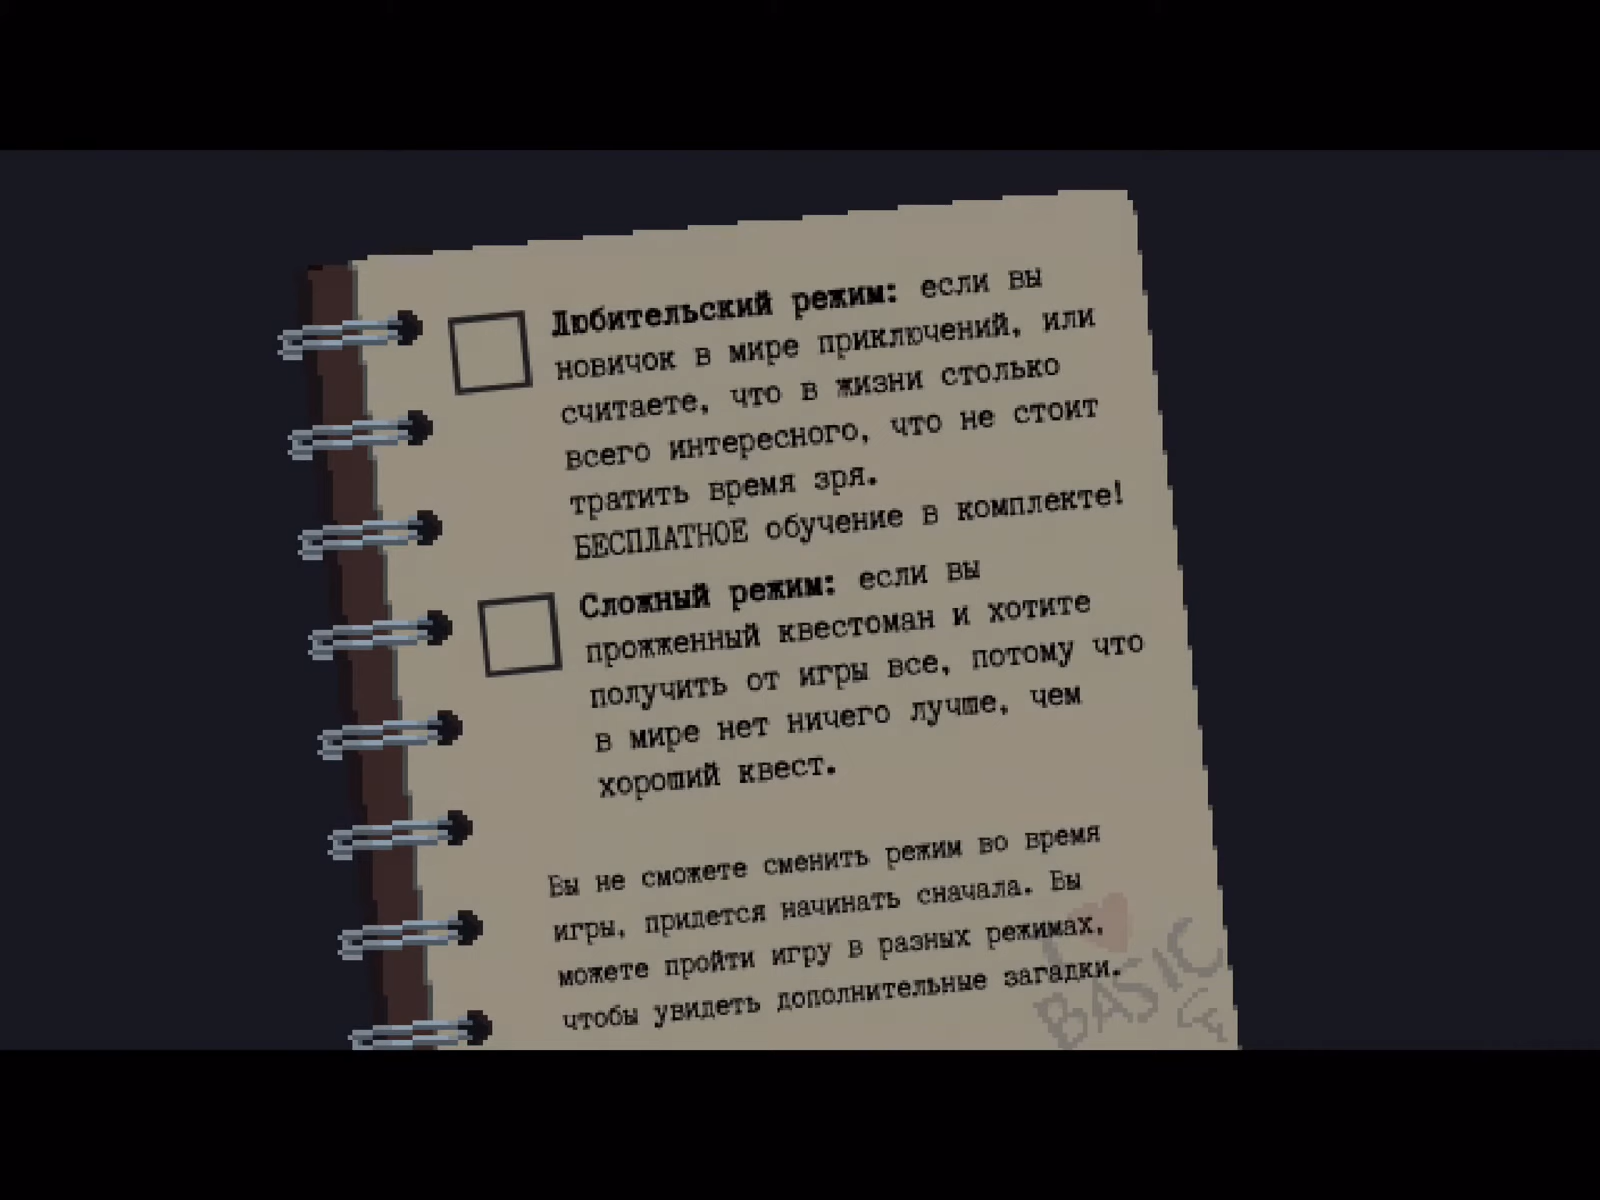 Любительский режим: если вы
новичок в мире приключений, или
считаете, что в жизни столько
всего интересного, что не стоит
тратить время зря.
БЕСПЛАТНОЕ обучение в комплекте!
Сложный режим: если вы
прожженный квестоман и хотите
получить от игры все, потому что
в мире нет ничего лучше, чем
хороший квест.
Вы не сможете сменить режим во время
игры, придется начинать сначала. Вы
можете пройти игру в разных режимах,
чтобы увидеть дополнительные загадки.
I
BASIC